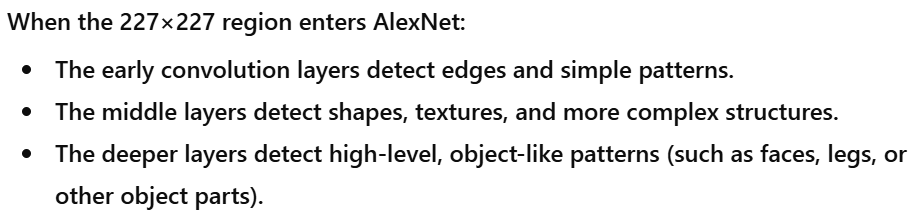 When the 227×227 region enters AlexNet:
• The early convolution layers detect edges and simple patterns.
• The middle layers detect shapes, textures, and more complex structures.
• The deeper layers detect high-level, object-like patterns (such as faces, legs, or
other object parts).